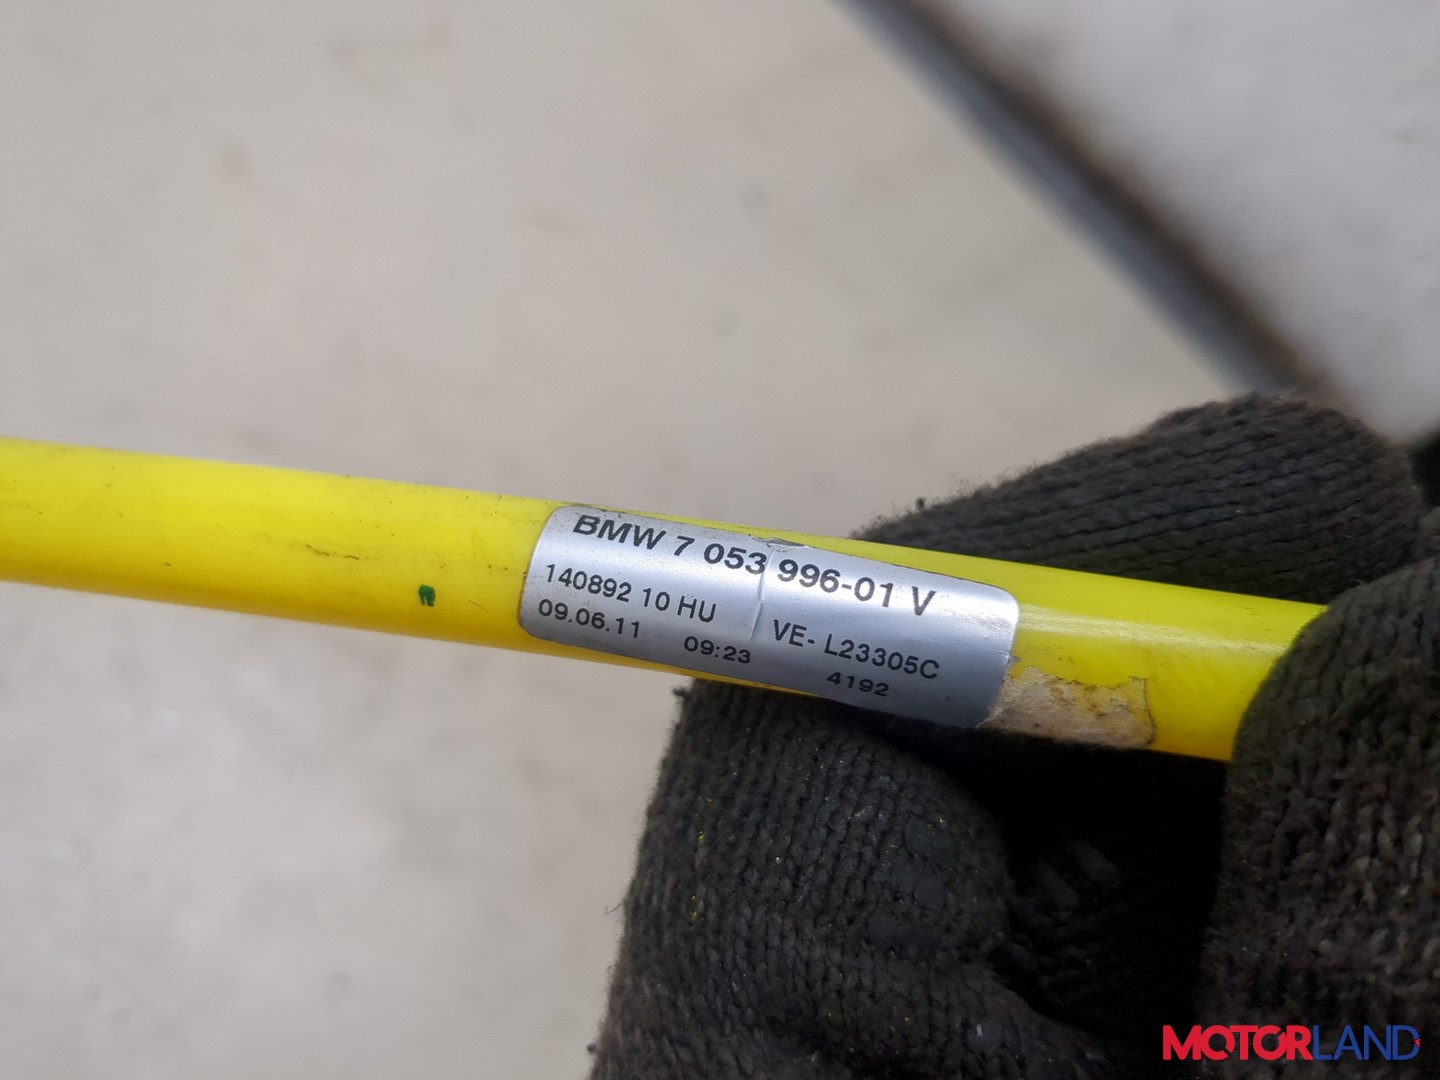 BMW 7 053 996-01 V
140892 10 HU VE- L23305C
09.06.11 09:23 4192
MOTORLAND